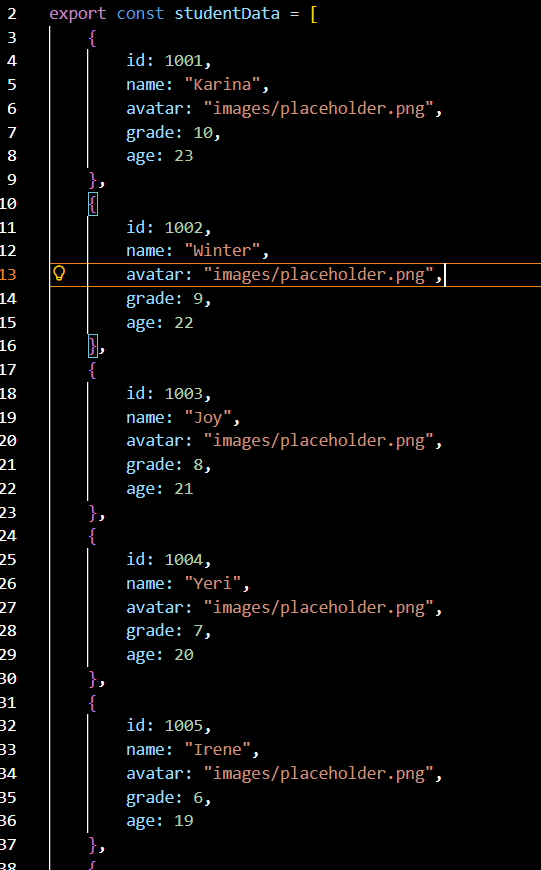 2 export const studentData = [
3 {
4 id: 1001,
5 name: "Karina",
6 avatar: "images/placeholder.png",
7 grade: 10,
8 age: 23
9 },
10 {
11 id: 1002,
12 name: "Winter",
13 avatar: "images/placeholder.png",
14 grade: 9,
15 age: 22
16 },
17 {
18 id: 1003,
19 name: "Joy",
20 avatar: "images/placeholder.png",
21 grade: 8,
22 age: 21
23 },
24 {
25 id: 1004,
26 name: "Yeri",
27 avatar: "images/placeholder.png",
28 grade: 7,
29 age: 20
30 },
31 {
32 id: 1005,
33 name: "Irene",
34 avatar: "images/placeholder.png",
35 grade: 6,
36 age: 19
37 },
38 {